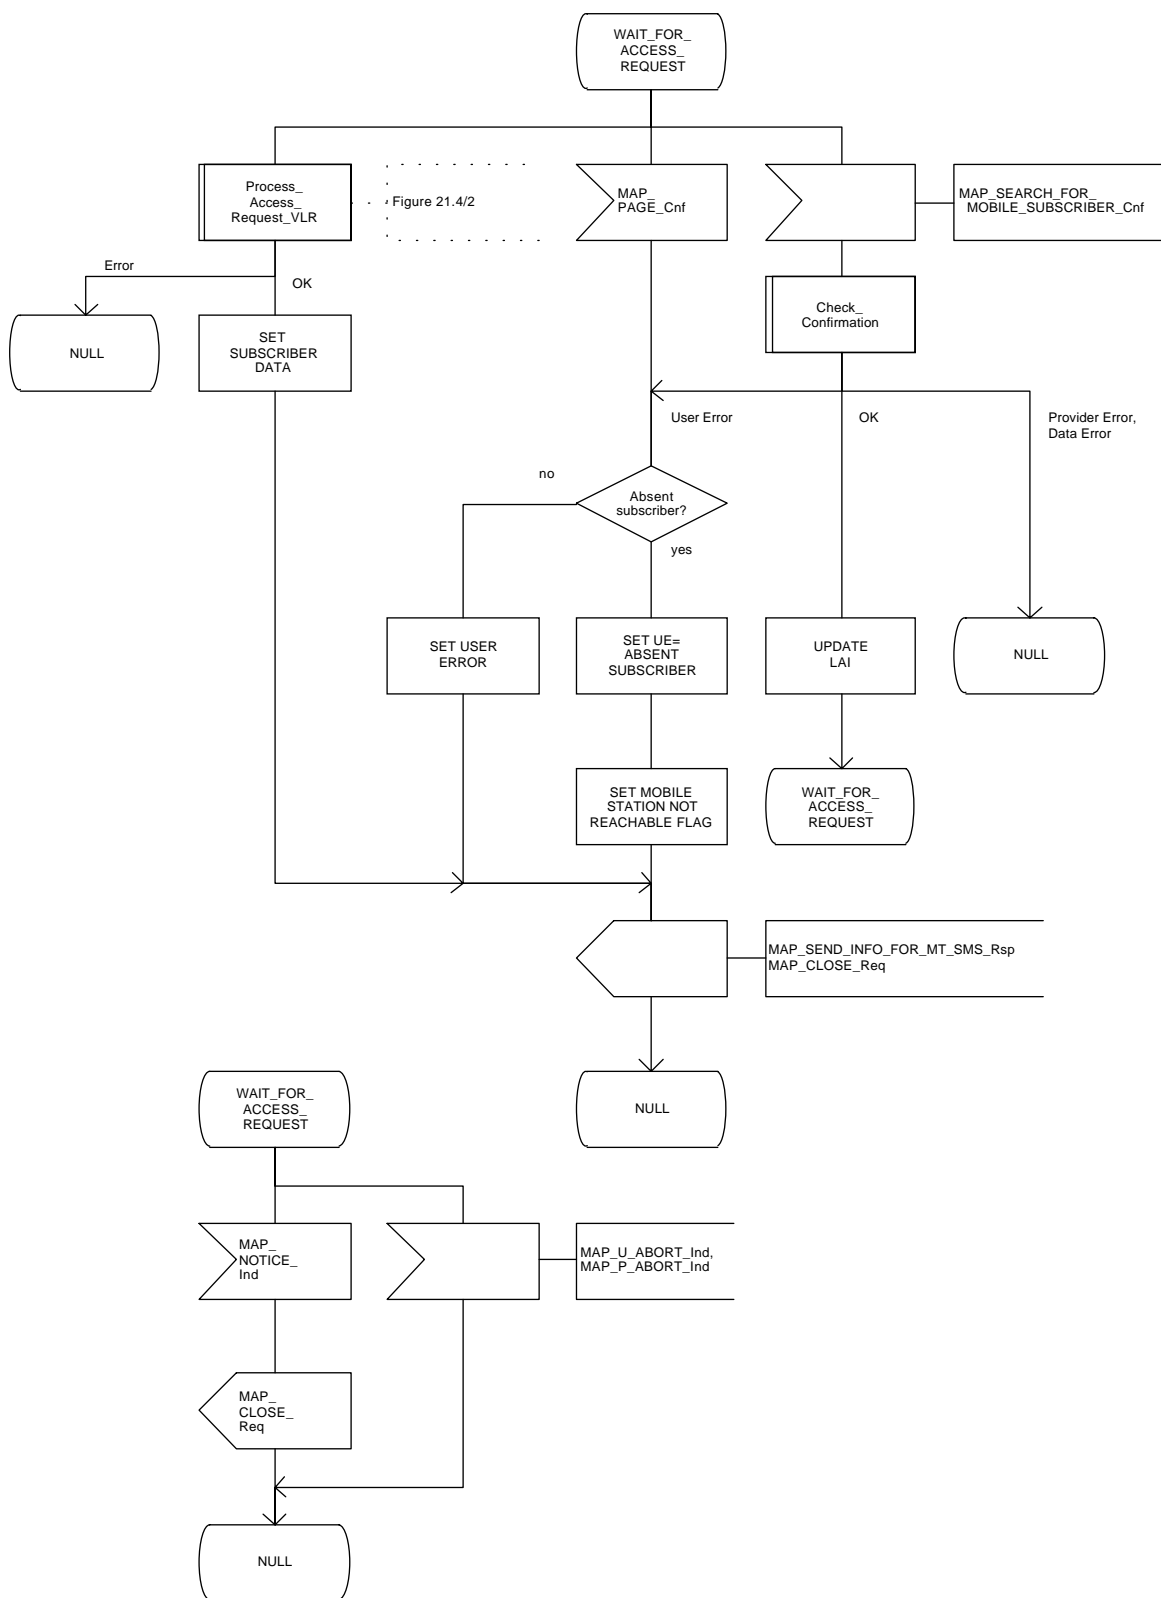 WAIT_FOR_
ACCESS_
REQUEST
Process_
Access_
Request_VLR
Figure 21.4/2
MAP_
PAGE_Cnf
MAP_SEARCH_FOR_
MOBILE_SUBSCRIBER_Cnf
Error
OK
Check_
Confirmation
NULL
SET
SUBSCRIBER
DATA
User Error
OK
Provider Error,
Data Error
no
Absent
subscriber?
yes
SET USER
ERROR
SET UE=
ABSENT
SUBSCRIBER
UPDATE
LAI
NULL
SET MOBILE
STATION NOT
REACHABLE FLAG
WAIT_FOR_
ACCESS_
REQUEST
MAP_SEND_INFO_FOR_MT_SMS_Rsp
MAP_CLOSE_Req
WAIT_FOR_
ACCESS_
REQUEST
NULL
MAP_
NOTICE_
Ind
MAP_U_ABORT_Ind,
MAP_P_ABORT_Ind
MAP_
CLOSE_
Req
NULL